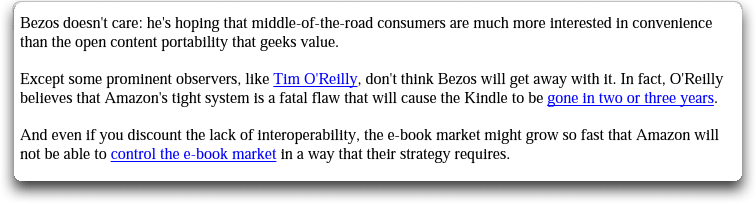 Bezos doesn't care: he's hoping that middle-of-the-road consumers are much more interested in convenience
than the open content portability that geeks value.
Except some prominent observers, like Tim O'Reilly, don't think Bezos will get away with it. In fact, O'Reilly
believes that Amazon's tight system is a fatal flaw that will cause the Kindle to be gone in two or three years.
And even if you discount the lack of interoperability, the e-book market might grow so fast that Amazon will
not be able to control the e-book market in a way that their strategy requires.